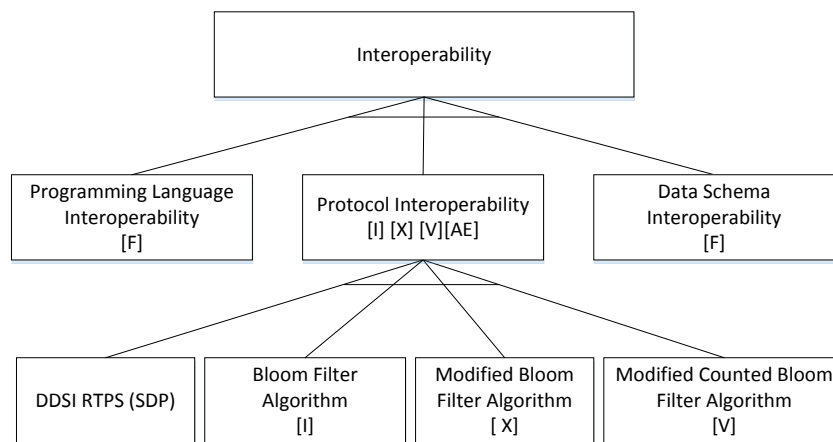 Interoperability
Programming Language
Interoperability
[F]
Protocol Interoperability
[I] [X] [V][AE]
Data Schema
Interoperability
[F]
DDSI RTPS (SDP)
Bloom Filter
Algorithm
[I]
Modified Bloom
Filter Algorithm
[ X]
Modified Counted Bloom
Filter Algorithm
[V]